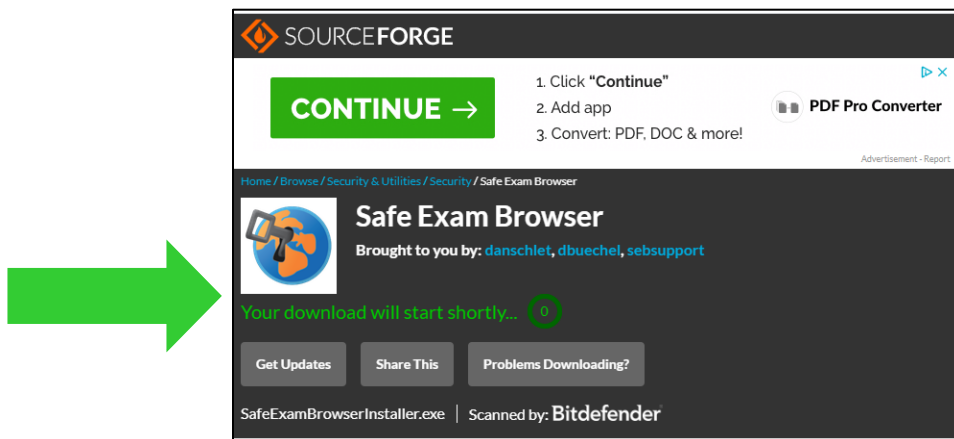 SOURCEFORGE
CONTINUE →
1. Click “Continue”
2. Add app
3. Convert: PDF, DOC & more!
PDF Pro Converter
Advertisement - Report
Home / Browse / Security & Utilities / Security / Safe Exam Browser
Safe Exam Browser
Brought to you by: danschlet, dbuechel, sebsupport
Your download will start shortly... 0
Get Updates Share This Problems Downloading?
SafeExamBrowserInstaller.exe | Scanned by: Bitdefender